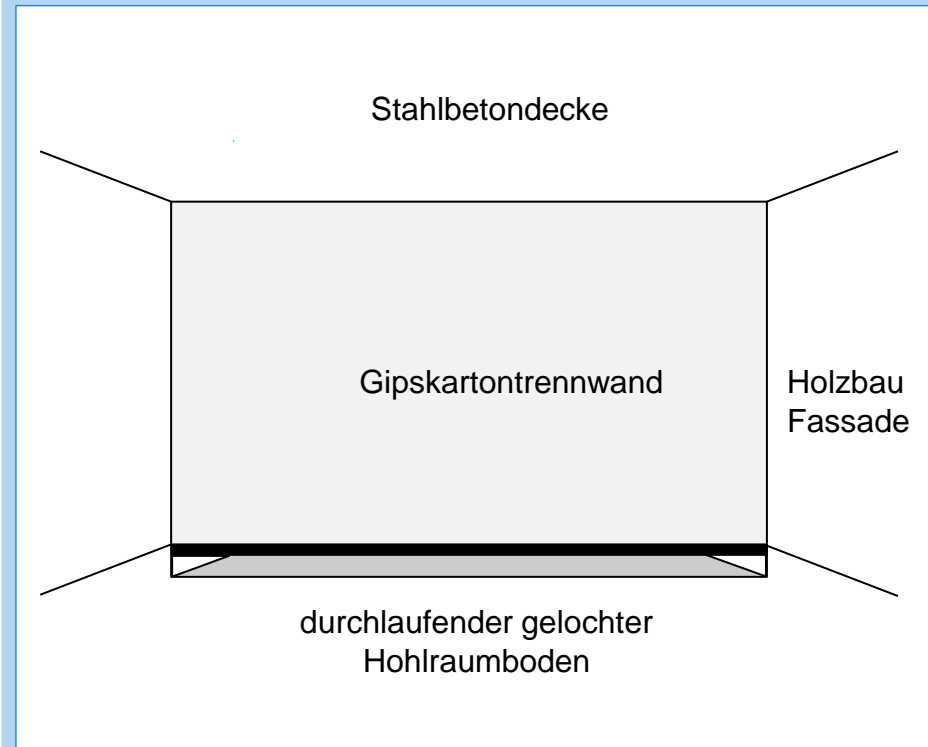 Stahlbetondecke
Gipskartontrennwand
Holzbau
Fassade
durchlaufender gelochter
Hohlraumboden